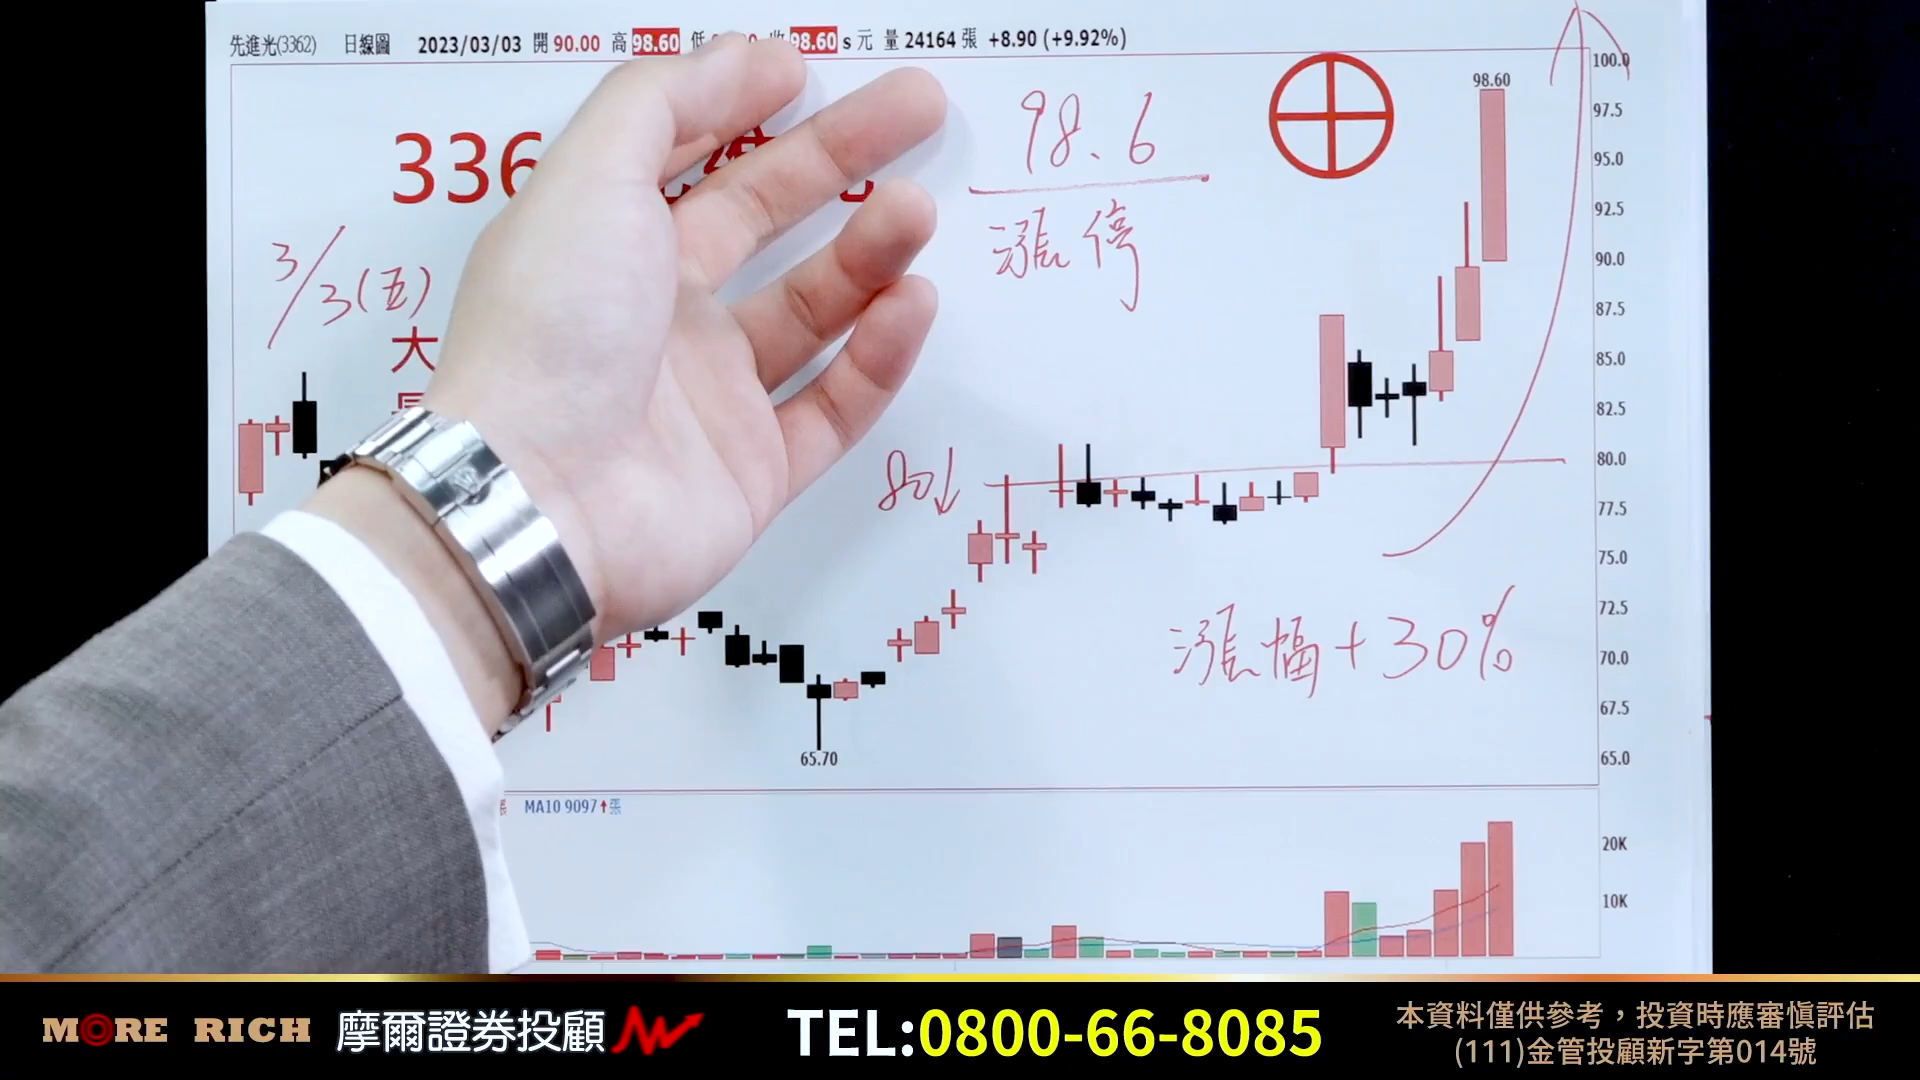 先進光(3362) 日線圖 2023/03/03 開 90.00 高 98.60 低 收 98.60 s 元 量 24164 張 +8.90 (+9.92%)
98.60
98.6
漲停
336
3/3(五)
大
80↓
漲幅+30%
65.70
100.0
97.5
95.0
92.5
90.0
87.5
85.0
82.5
80.0
77.5
75.0
72.5
70.0
67.5
65.0
張 MA10 9097↑張
20K
10K
MORE RICH 摩爾證券投顧
TEL:0800-66-8085
本資料僅供參考，投資時應審慎評估
(111)金管投顧新字第014號